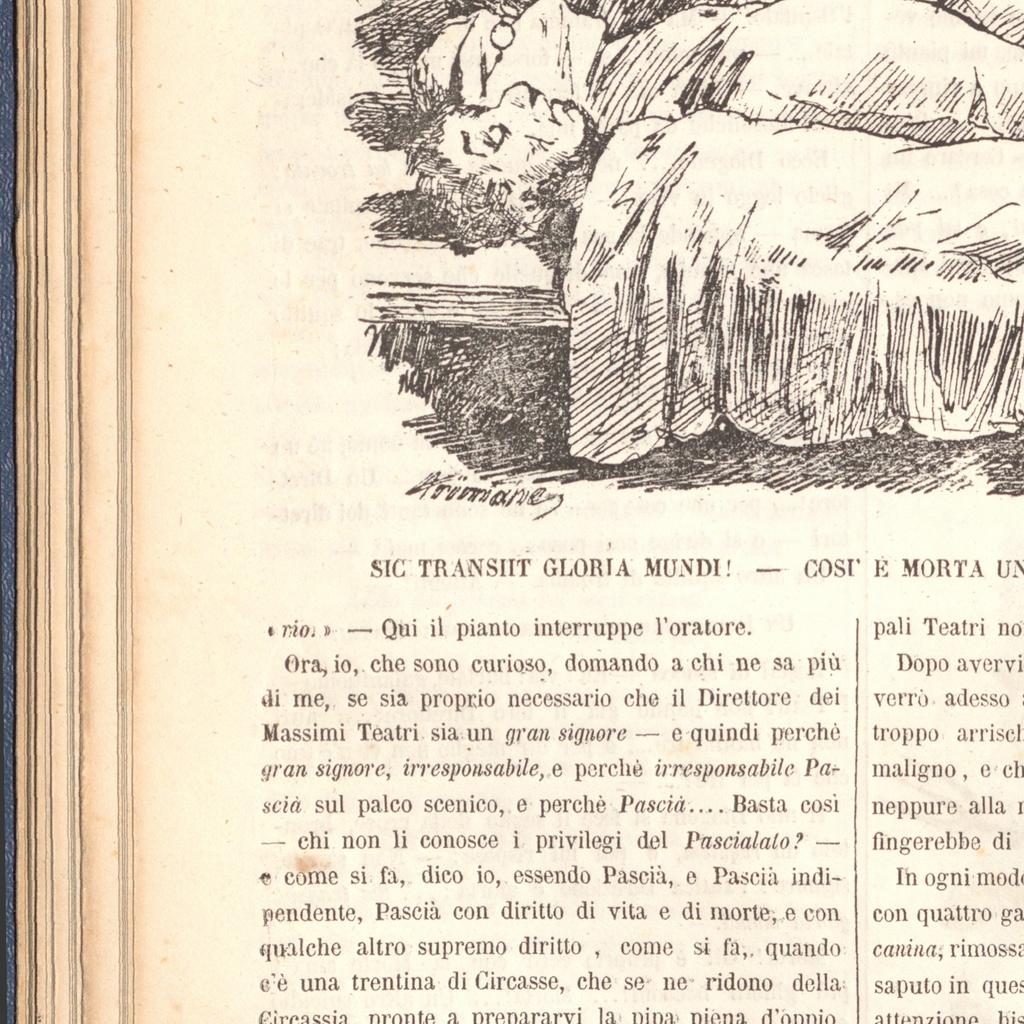 SIC TRANSIIT GLORIA MUNDI! — COSI' È MORTA UN
« rio. » — Qui il pianto interruppe l'oratore.
Ora, io, che sono curioso, domando a chi ne sa più
di me, se sia proprio necessario che il Direttore dei
Massimi Teatri sia un gran signore — e quindi perchè
gran signore, irresponsabile, e perchè irresponsabile Pa-
scià sul palco scenico, e perchè Pascià.... Basta così
— chi non li conosce i privilegi del Pascialato? —
e come si fa, dico io, essendo Pascià, e Pascià indi-
pendente, Pascià con diritto di vita e di morte, e con
qualche altro supremo diritto , come si fa, quando
c'è una trentina di Circasse, che se ne ridono della
Circassia, pronte a prepararvi la pipa piena d'oppio
pali Teatri no
Dopo avervi
verrò adesso
troppo arrisch
maligno , e ch
neppure alla
fingerebbe di
In ogni mod
con quattro ga
canina, rimossa
saputo in ques
attenzione bis